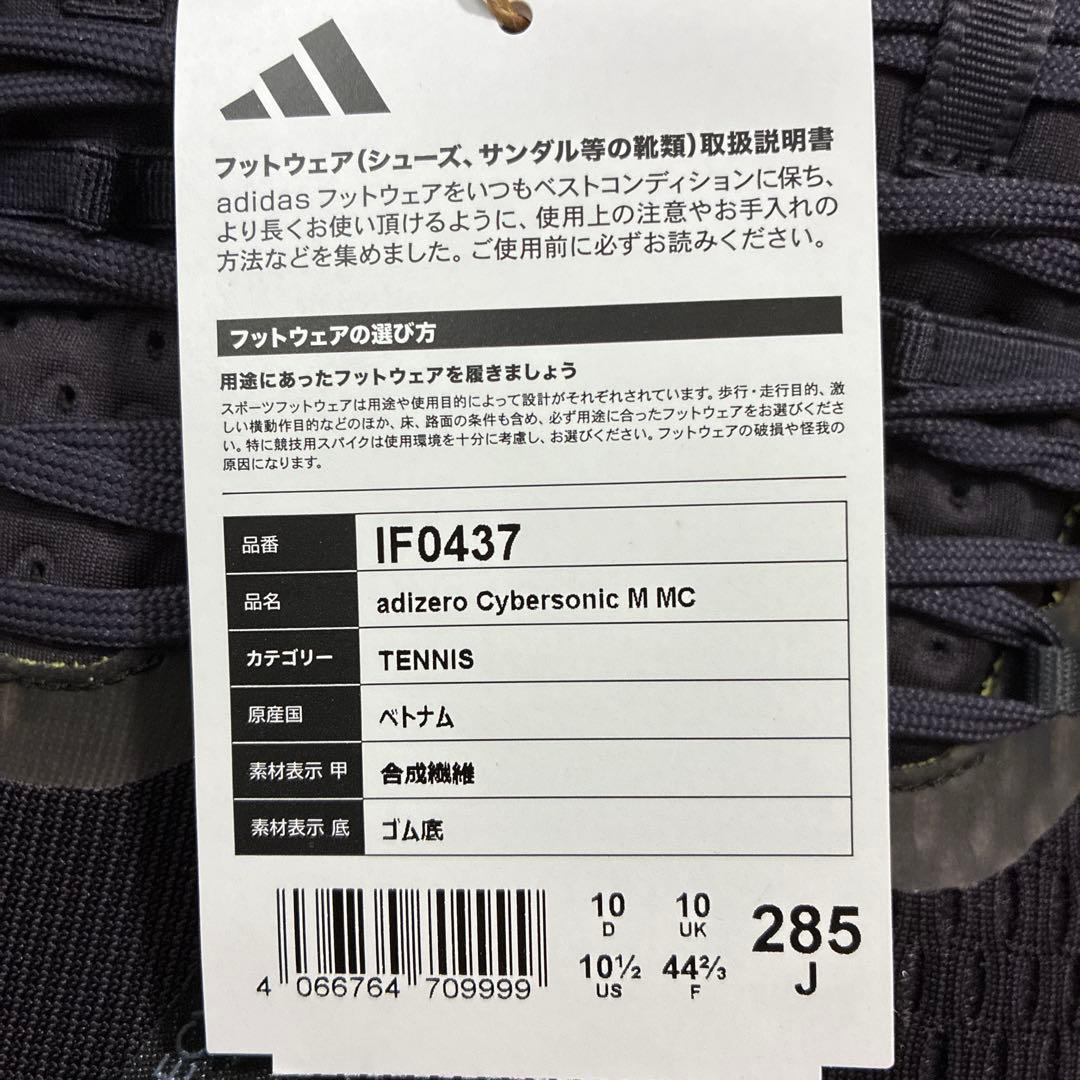 フットウェア(シューズ、サンダル等の靴類)取扱説明書
adidas フットウェアをいつもベストコンディションに保ち、
より長くお使い頂けるように、使用上の注意やお手入れの
方法などを集めました。ご使用前に必ずお読みください。
フットウェアの選び方
用途にあったフットウェアを履きましょう
スポーツフットウェアは用途や使用目的によって設計がそれぞれされています。歩行・走行目的、激
しい横動作目的などのほか、床、路面の条件も含め、必ず用途に合ったフットウェアをお選びくださ
い。特に競技用スパイクは使用環境を十分に考慮し、お選びください。フットウェアの破損や怪我の
原因になります。
品番 IF0437
品名 adizero Cybersonic M MC
カテゴリー TENNIS
原産国 ベトナム
素材表示 甲 合成繊維
素材表示 底 ゴム底
10 10 285
D UK J
10½ 44⅔
US F
4 066764 709999